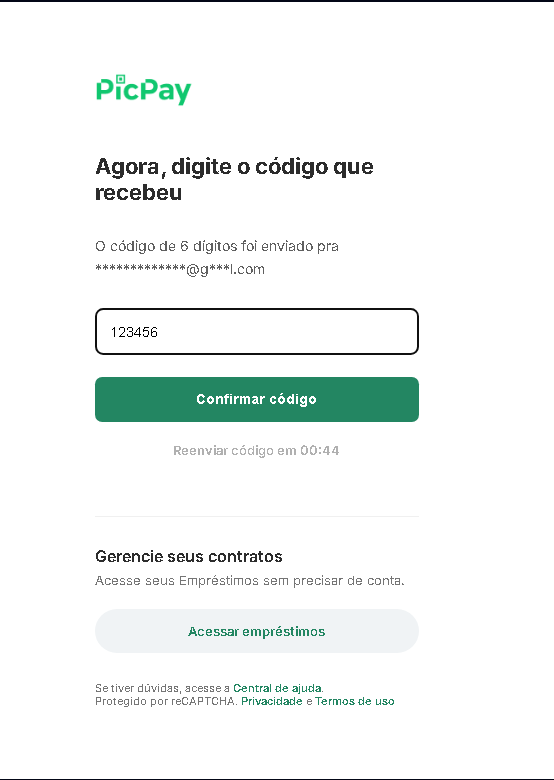 PicPay
Agora, digite o código que
recebeu
O código de 6 dígitos foi enviado pra
*************@g***l.com
123456
Confirmar código
Reenviar código em 00:44
Gerencie seus contratos
Acesse seus Empréstimos sem precisar de conta.
Acessar empréstimos
Se tiver dúvidas, acesse a Central de ajuda.
Protegido por reCAPTCHA. Privacidade e Termos de uso